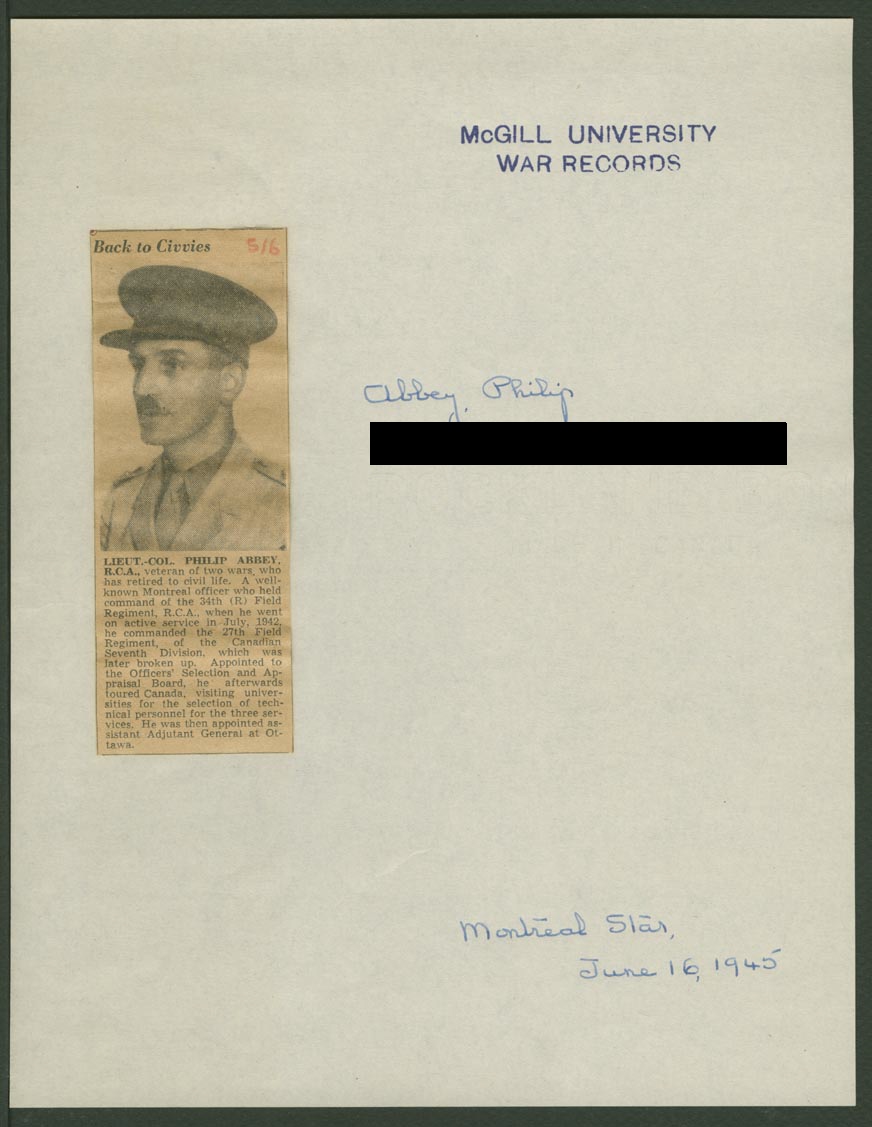 McGILL UNIVERSITY
WAR RECORDS
Back to Civvies 5/6
Abbey, Philip
LIEUT.-COL. PHILIP ABBEY,
R.C.A., veteran of two wars, who
has retired to civil life. A well-
known Montreal officer who held
command of the 34th (R) Field
Regiment, R.C.A., when he went
on active service in July, 1942,
he commanded the 27th Field
Regiment, of the Canadian
Seventh Division, which was
later broken up. Appointed to
the Officers' Selection and Ap-
praisal Board, he afterwards
toured Canada, visiting univer-
sities for the selection of tech-
nical personnel for the three ser-
vices. He was then appointed as-
sistant Adjutant General at Ot-
tawa.
Montreal Star,
June 16, 1945